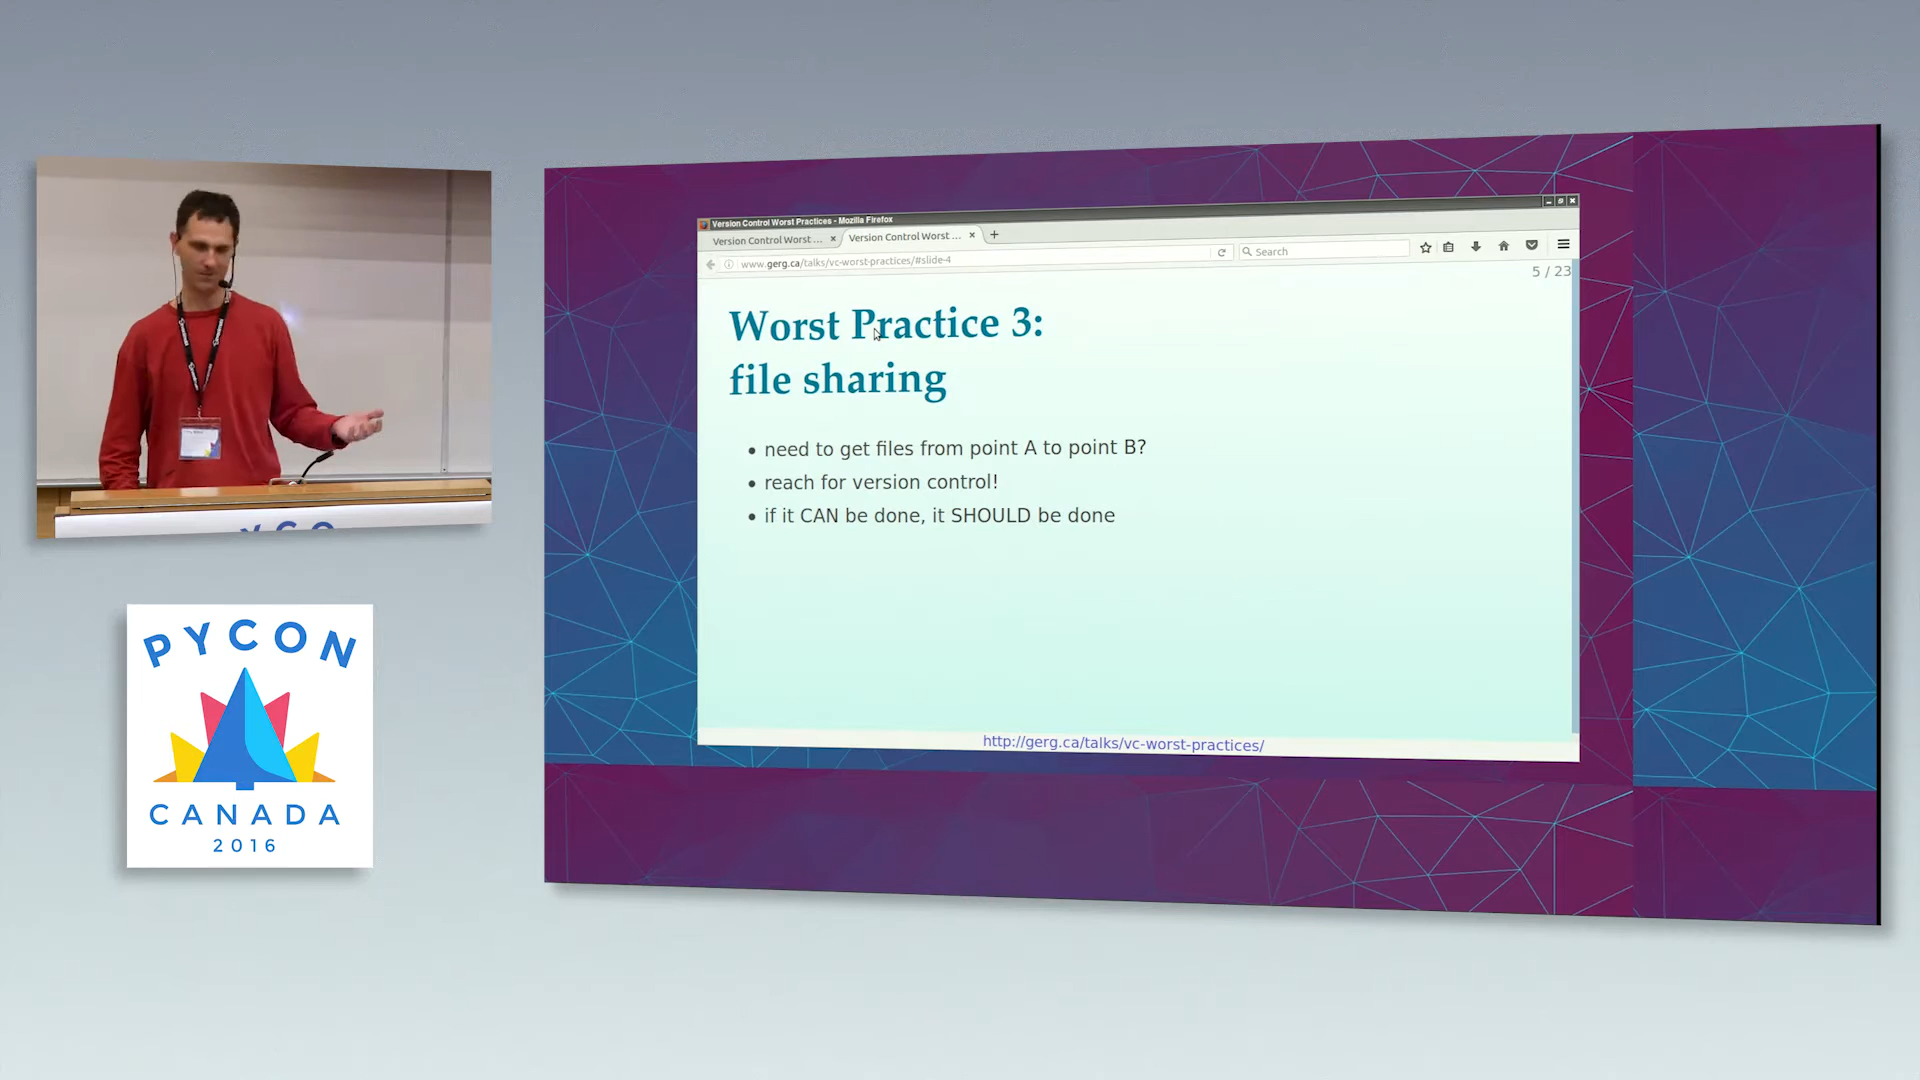 Version Control Worst Practices - Mozilla Firefox
Version Control Worst ...
Version Control Worst ...
www.gerg.ca/talks/vc-worst-practices/#slide-4
Search
5 / 23
Worst Practice 3:
file sharing
• need to get files from point A to point B?
• reach for version control!
• if it CAN be done, it SHOULD be done
http://gerg.ca/talks/vc-worst-practices/
PYCO
PYCON
CANADA
2016